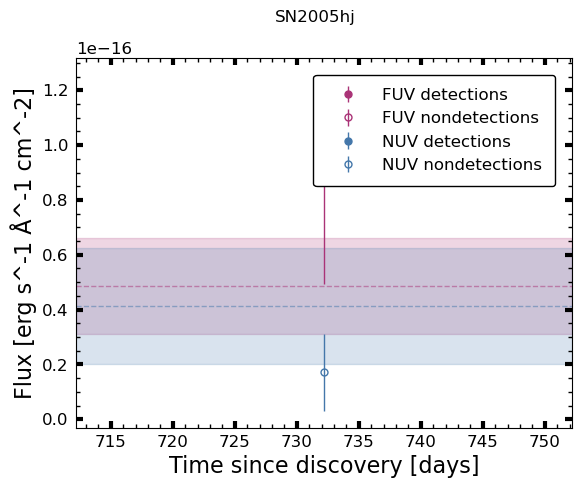 SN2005hj
1e−16
1.2
1.0
0.8
0.6
0.4
0.2
0.0
Flux [erg s^-1 Å^-1 cm^-2]
FUV detections
FUV nondetections
NUV detections
NUV nondetections
715 720 725 730 735 740 745 750
Time since discovery [days]